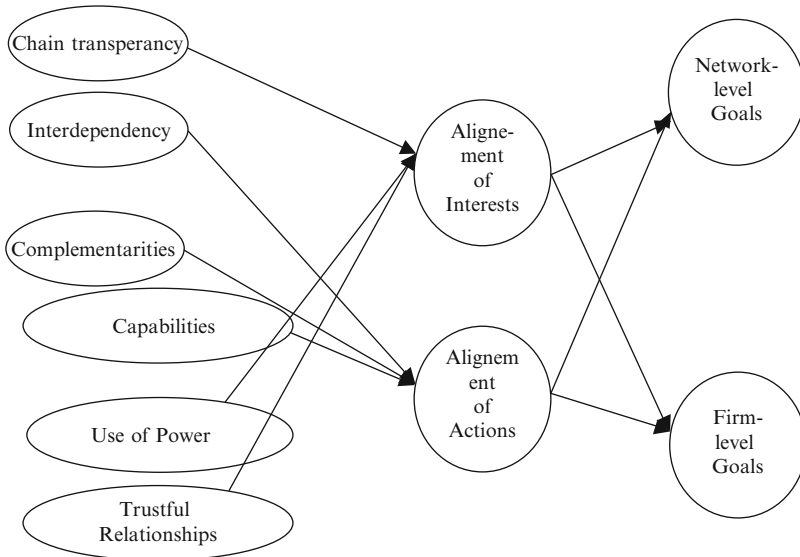 Chain transperancy
Interdependency
Complementarities
Capabilities
Use of Power
Trustful
Relationships
Aligne-
ment
of
Interests
Alignem
ent
of
Actions
Network-
level
Goals
Firm-
level
Goals